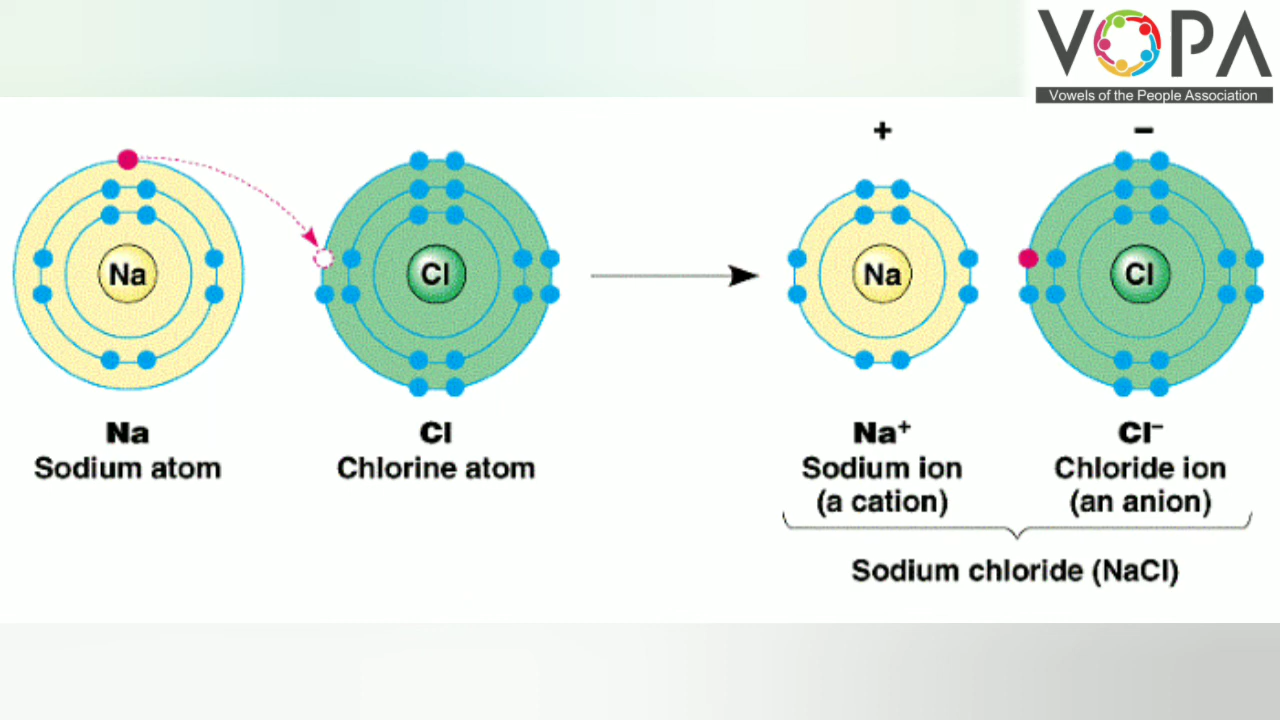 VOPA
Vowels of the People Association
+
−
Na
Cl
Na
Cl
Na
Cl
Na⁺
Cl⁻
Sodium atom
Chlorine atom
Sodium ion
Chloride ion
(a cation)
(an anion)
Sodium chloride (NaCl)